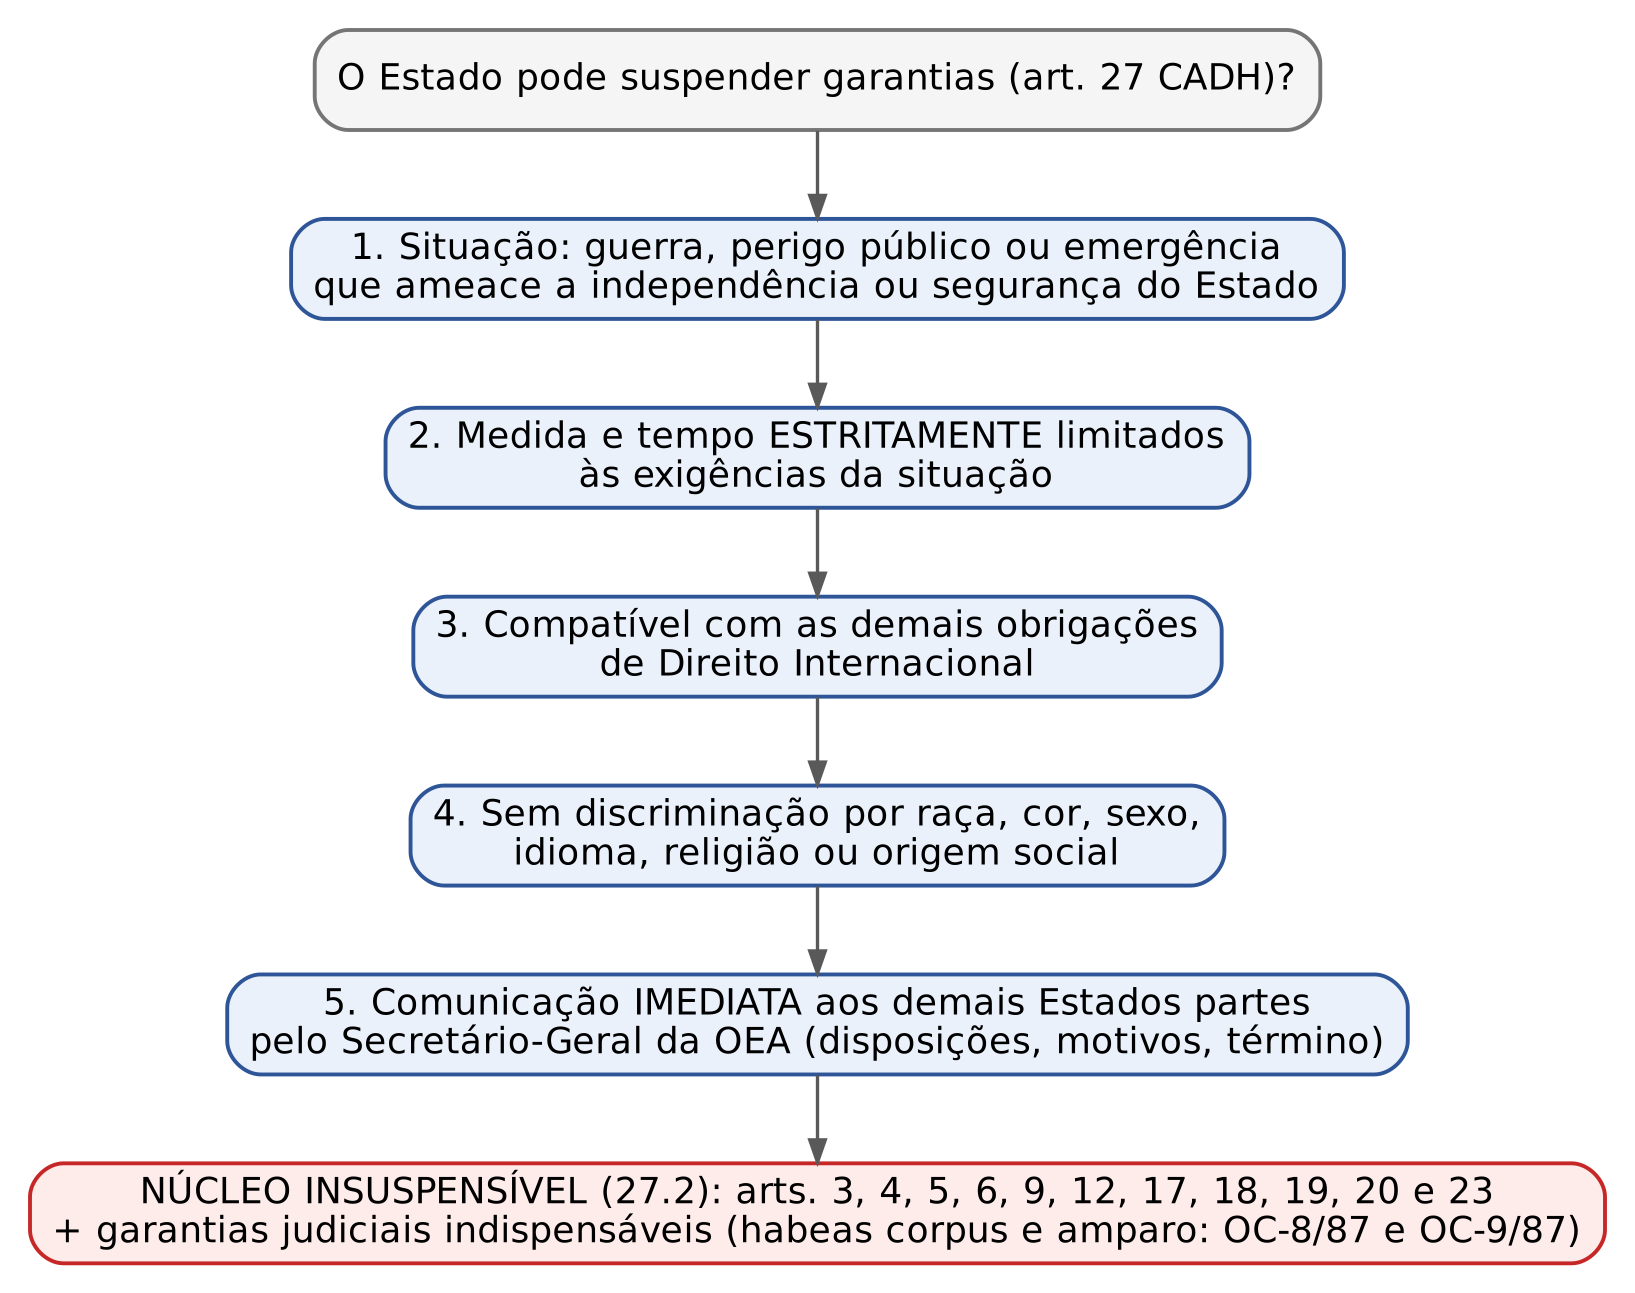 O Estado pode suspender garantias (art. 27 CADH)?
1. Situação: guerra, perigo público ou emergência
que ameace a independência ou segurança do Estado
2. Medida e tempo ESTRITAMENTE limitados
às exigências da situação
3. Compatível com as demais obrigações
de Direito Internacional
4. Sem discriminação por raça, cor, sexo,
idioma, religião ou origem social
5. Comunicação IMEDIATA aos demais Estados partes
pelo Secretário-Geral da OEA (disposições, motivos, término)
NÚCLEO INSUSPENSÍVEL (27.2): arts. 3, 4, 5, 6, 9, 12, 17, 18, 19, 20 e 23
+ garantias judiciais indispensáveis (habeas corpus e amparo: OC-8/87 e OC-9/87)